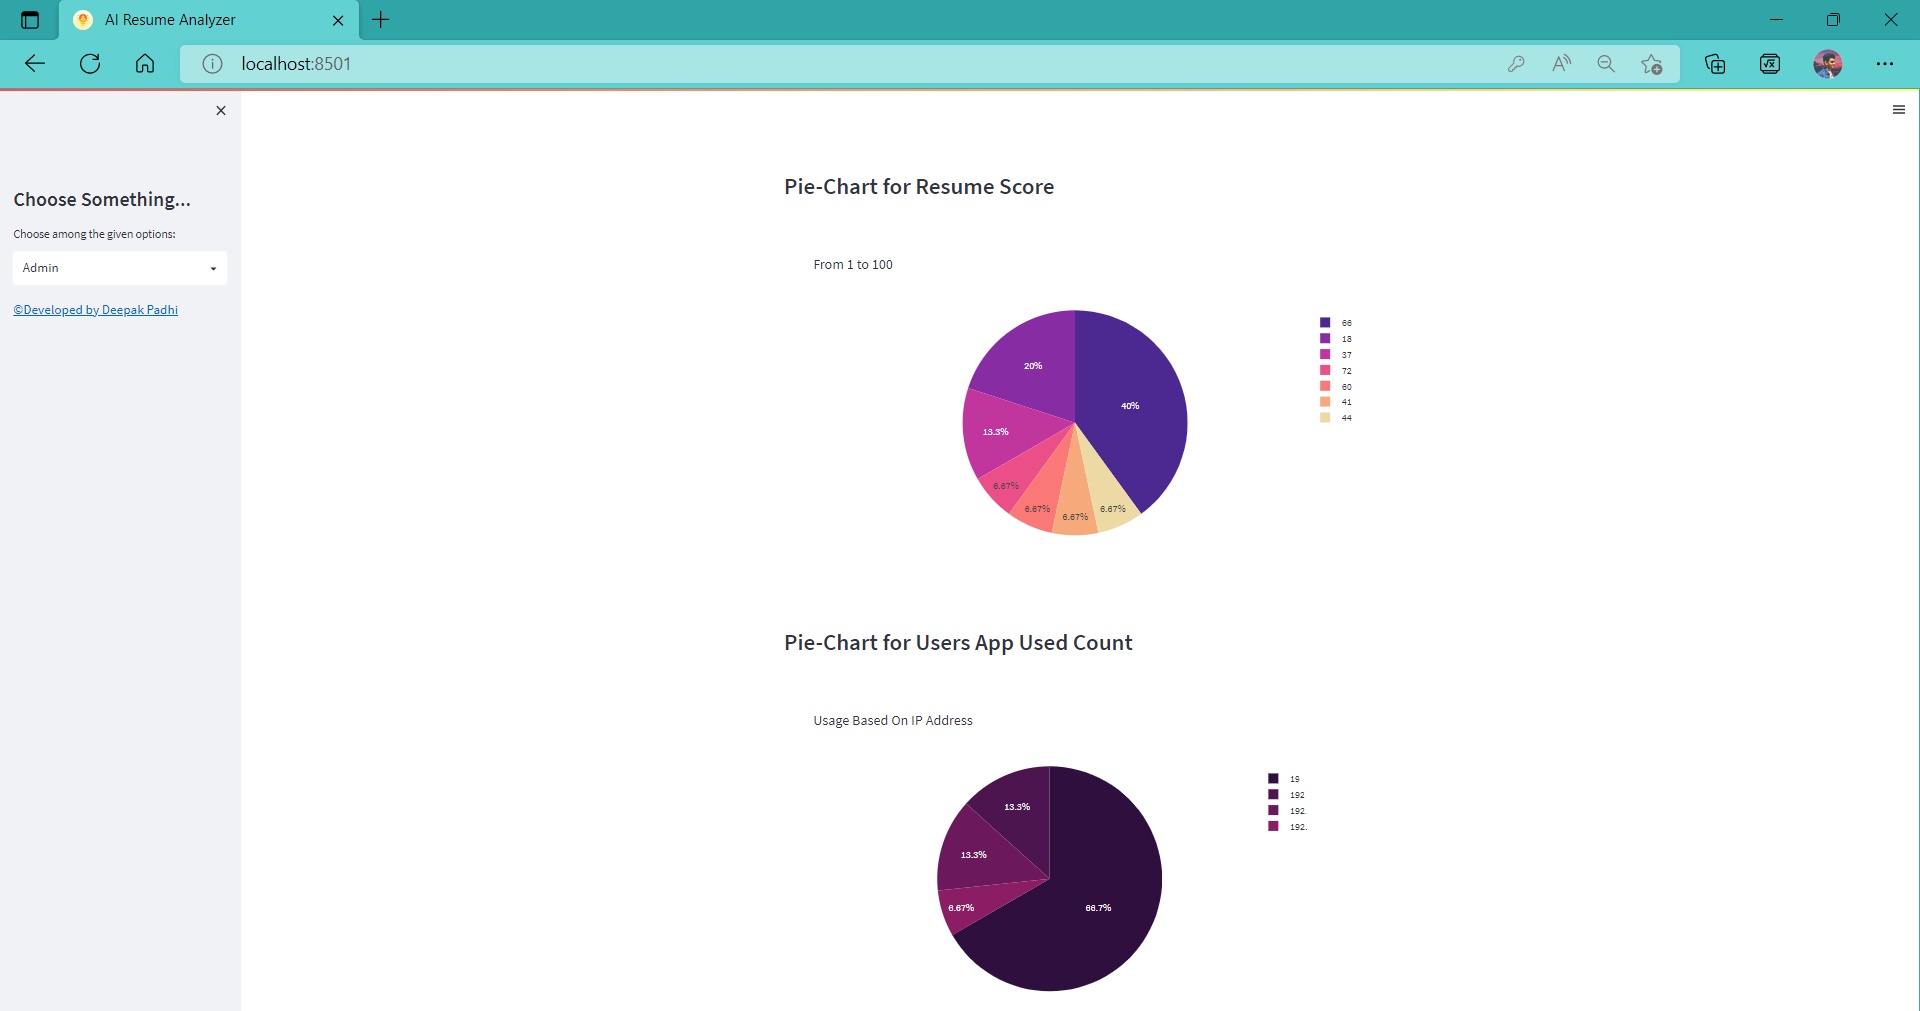 AI Resume Analyzer
localhost:8501
Choose Something...
Choose among the given options:
Admin
©Developed by Deepak Padhi
Pie-Chart for Resume Score
From 1 to 100
20%
40%
13.3%
6.67%
6.67%
6.67%
6.67%
66
18
37
72
60
41
44
Pie-Chart for Users App Used Count
Usage Based On IP Address
13.3%
13.3%
6.67%
66.7%
19
192
192.
192.